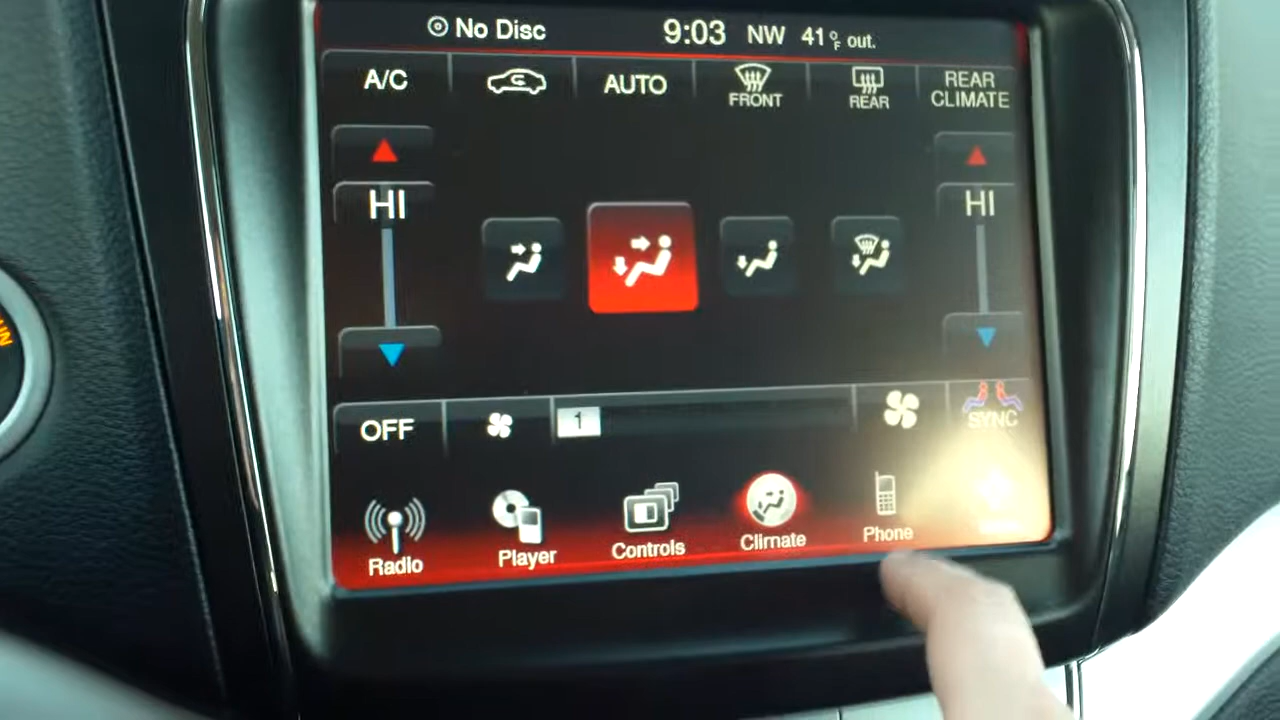 No Disc 9:03 NW 41°F out.
A/C AUTO FRONT REAR REAR CLIMATE
HI HI
OFF 1 SYNC
Radio Player Controls Climate Phone